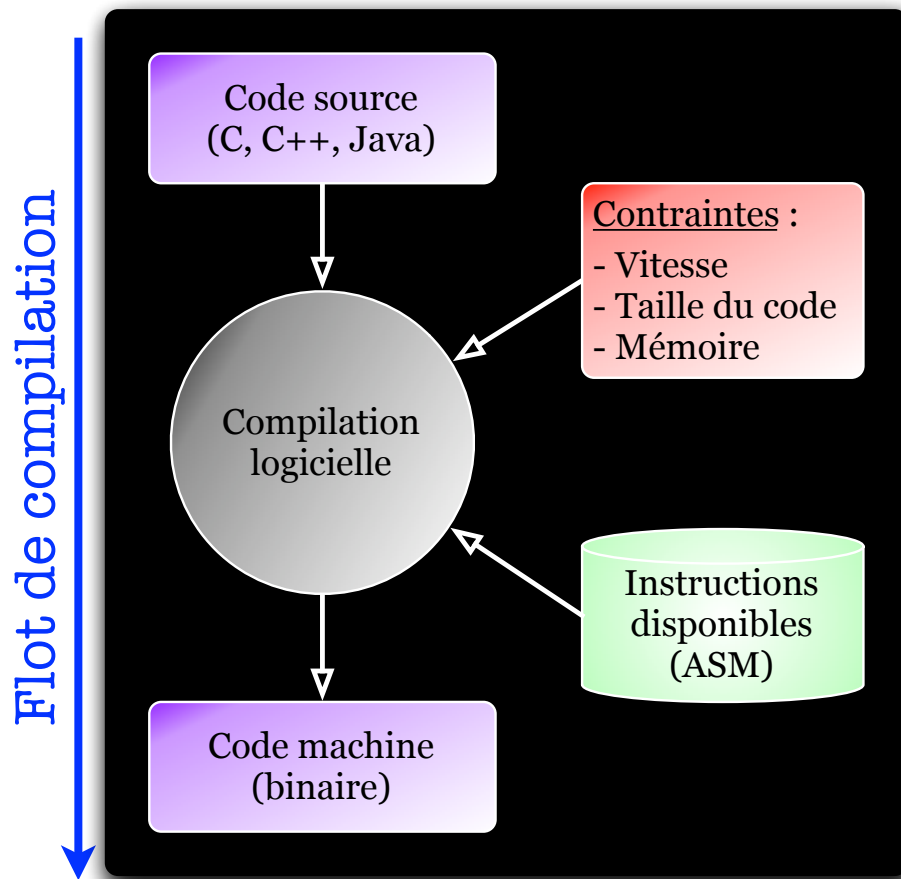 Flot de compilation
Code source
(C, C++, Java)
Contraintes :
- Vitesse
- Taille du code
- Mémoire
Compilation
logicielle
Instructions
disponibles
(ASM)
Code machine
(binaire)